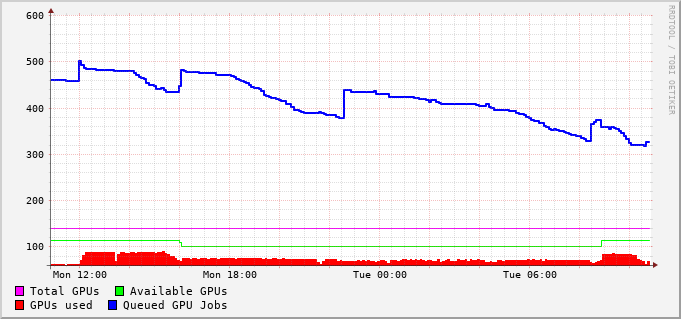 600
500
400
300
200
100
Mon 12:00 Mon 18:00 Tue 00:00 Tue 06:00
Total GPUs Available GPUs
GPUs used Queued GPU Jobs
RRDTOOL / TOBI OETIKER